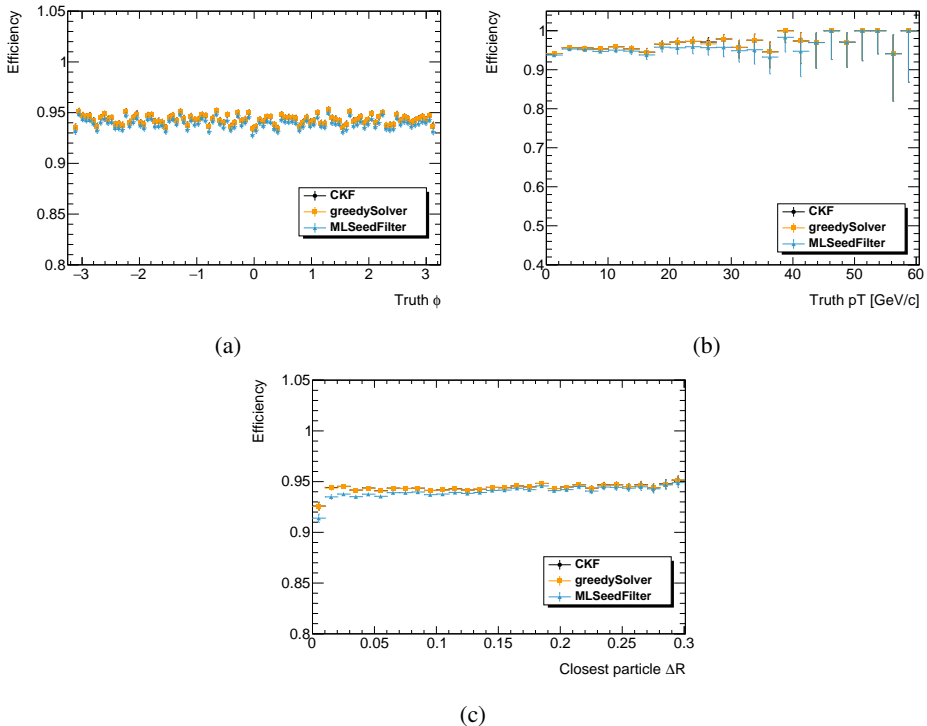 Efficiency
1.05
1
0.95
0.9
0.85
0.8
CKF
greedySolver
MLSeedFilter
−3 −2 −1 0 1 2 3
Truth ϕ
(a)
Efficiency
1
0.9
0.8
0.7
0.6
0.5
0.4
CKF
greedySolver
MLSeedFilter
0 10 20 30 40 50 60
Truth pT [GeV/c]
(b)
Efficiency
1.05
1
0.95
0.9
0.85
0.8
CKF
greedySolver
MLSeedFilter
0 0.05 0.1 0.15 0.2 0.25 0.3
Closest particle ΔR
(c)